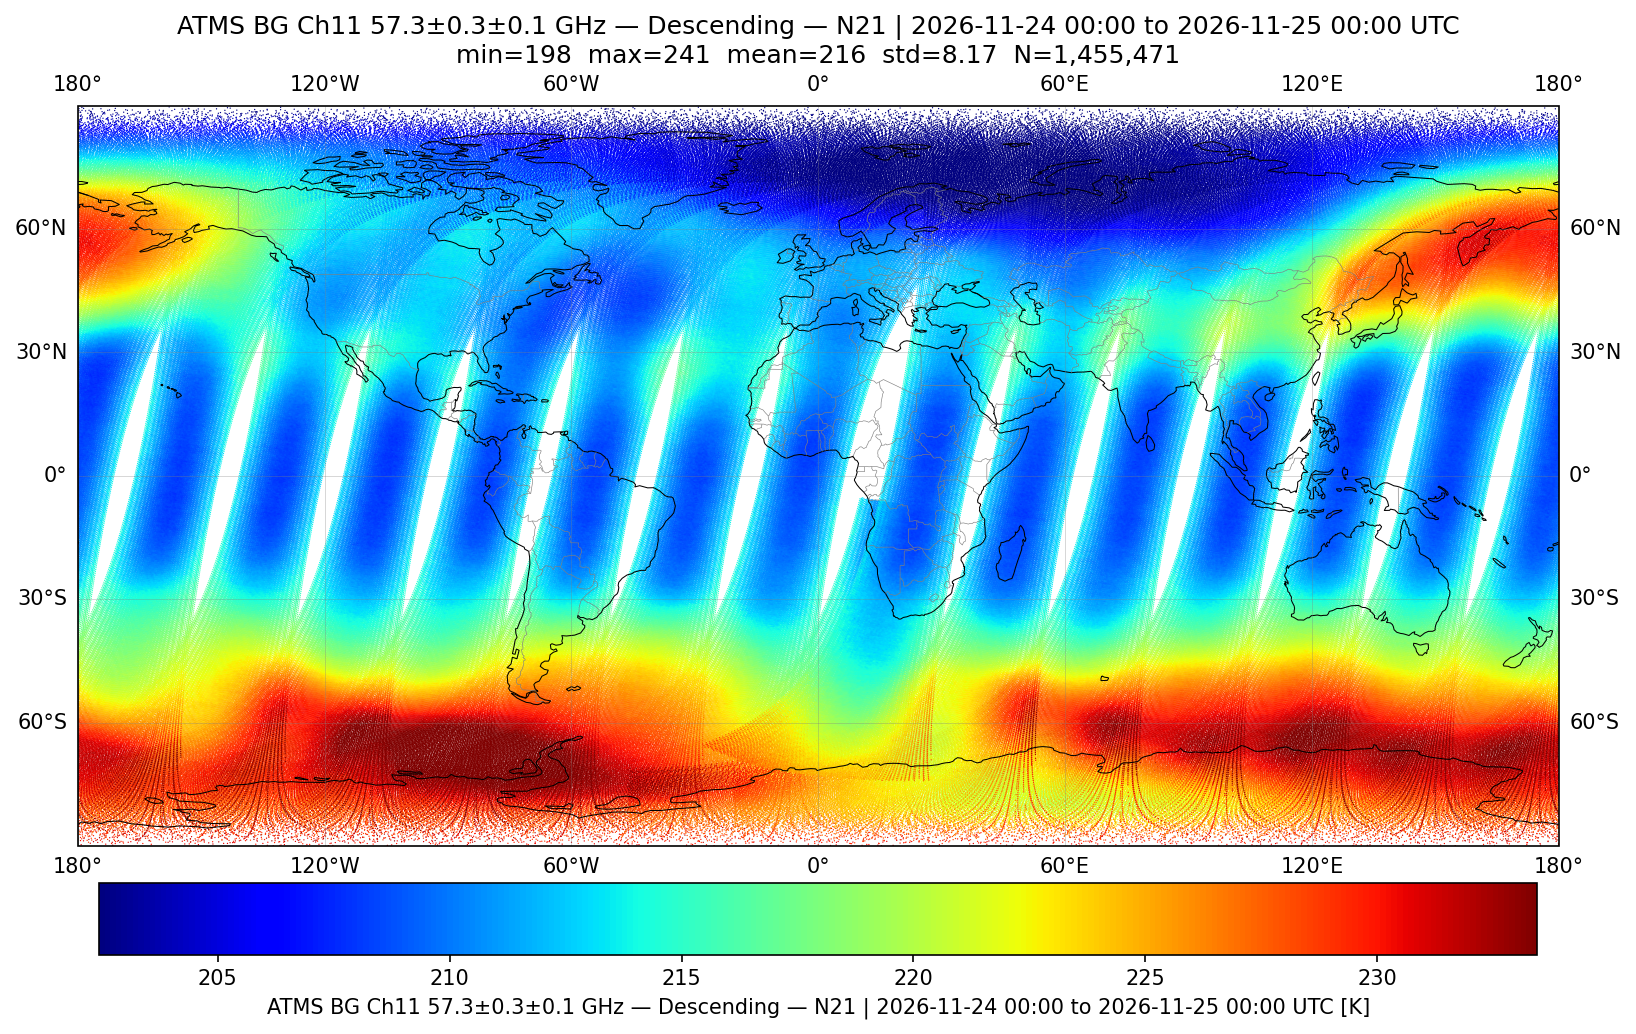 ATMS BG Ch11 57.3±0.3±0.1 GHz — Descending — N21 | 2026-11-24 00:00 to 2026-11-25 00:00 UTC
min=198 max=241 mean=216 std=8.17 N=1,455,471
180° 120°W 60°W 0° 60°E 120°E 180°
60°N 60°N
30°N 30°N
0° 0°
30°S 30°S
60°S 60°S
180° 120°W 60°W 0° 60°E 120°E 180°
205 210 215 220 225 230
ATMS BG Ch11 57.3±0.3±0.1 GHz — Descending — N21 | 2026-11-24 00:00 to 2026-11-25 00:00 UTC [K]